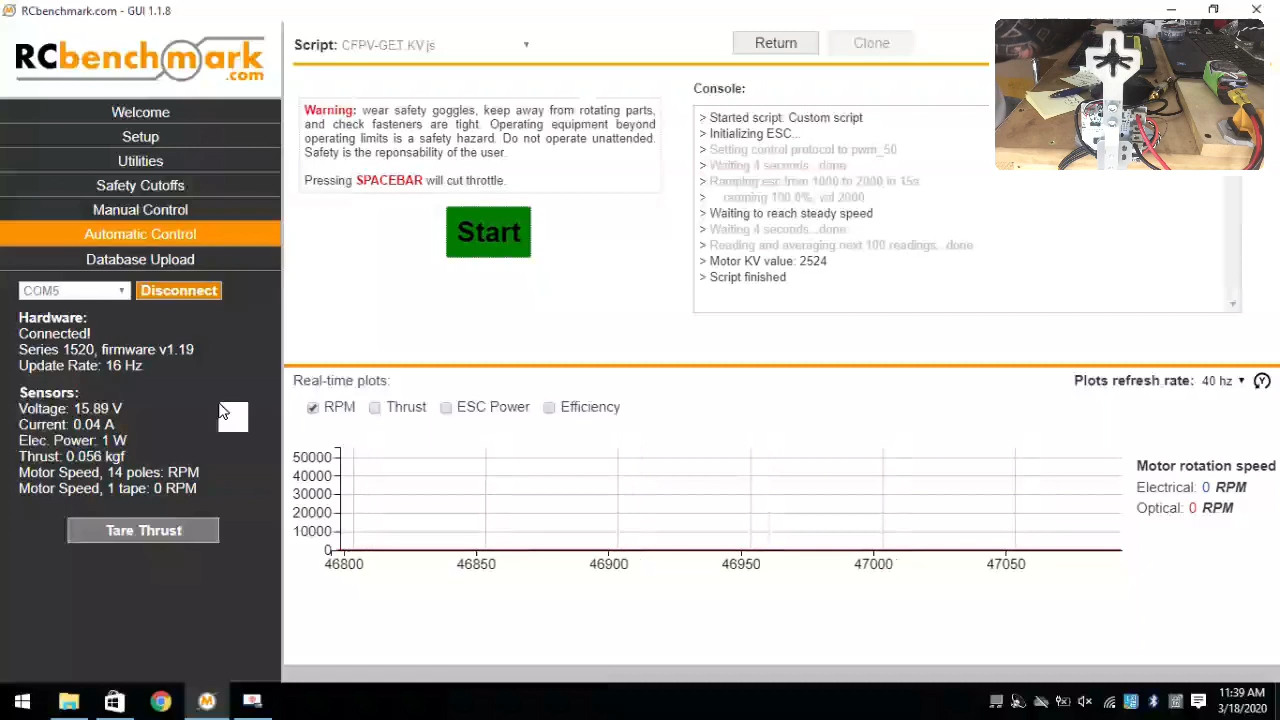 RCbenchmark.com - GUI 1.1.8
RCbenchmark
.com
Welcome
Setup
Utilities
Safety Cutoffs
Manual Control
Automatic Control
Database Upload
COM5
Disconnect
Hardware:
Connected!
Series 1520, firmware v1.19
Update Rate: 16 Hz
Sensors:
Voltage: 15.89 V
Current: 0.04 A
Elec. Power: 1 W
Thrust: 0.056 kgf
Motor Speed, 14 poles: RPM
Motor Speed, 1 tape: 0 RPM
Tare Thrust
Script: CFPV-GET KV.js
Return
Clone
Warning: wear safety goggles, keep away from rotating parts,
and check fasteners are tight. Operating equipment beyond
operating limits is a safety hazard. Do not operate unattended.
Safety is the reponsability of the user.
Pressing SPACEBAR will cut throttle.
Start
Console:
> Started script: Custom script
> Initializing ESC...
> Setting control protocol to pwm_50
> Waiting 4 seconds...done
> Ramping esc from 1000 to 2000 in 15s
> ramping 100.0%, val 2000
> Waiting to reach steady speed
> Waiting 4 seconds...done
> Reading and averaging next 100 readings...done
> Motor KV value: 2524
> Script finished
Real-time plots:
Plots refresh rate: 40 hz
RPM
Thrust
ESC Power
Efficiency
50000
40000
30000
20000
10000
0
46800
46850
46900
46950
47000
47050
Motor rotation speed
Electrical: 0 RPM
Optical: 0 RPM
11:39 AM
3/18/2020